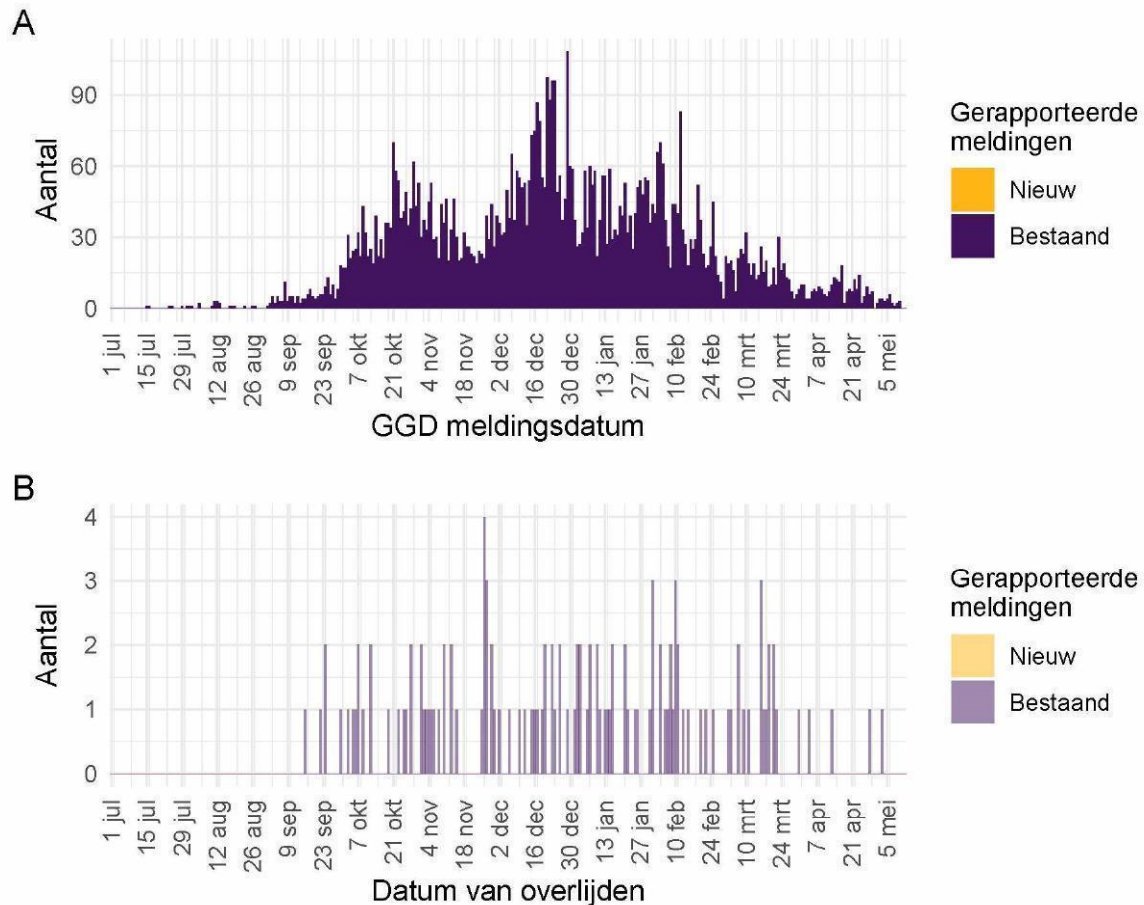 A
Aantal
90
60
30
0
1 jul
15 jul
29 jul
12 aug
26 aug
9 sep
23 sep
7 okt
21 okt
4 nov
18 nov
2 dec
16 dec
30 dec
13 jan
27 jan
10 feb
24 feb
10 mrt
24 mrt
7 apr
21 apr
5 mei
GGD meldingsdatum
Gerapporteerde
meldingen
Nieuw
Bestaand
B
Aantal
4
3
2
1
0
1 jul
15 jul
29 jul
12 aug
26 aug
9 sep
23 sep
7 okt
21 okt
4 nov
18 nov
2 dec
16 dec
30 dec
13 jan
27 jan
10 feb
24 feb
10 mrt
24 mrt
7 apr
21 apr
5 mei
Datum van overlijden
Gerapporteerde
meldingen
Nieuw
Bestaand